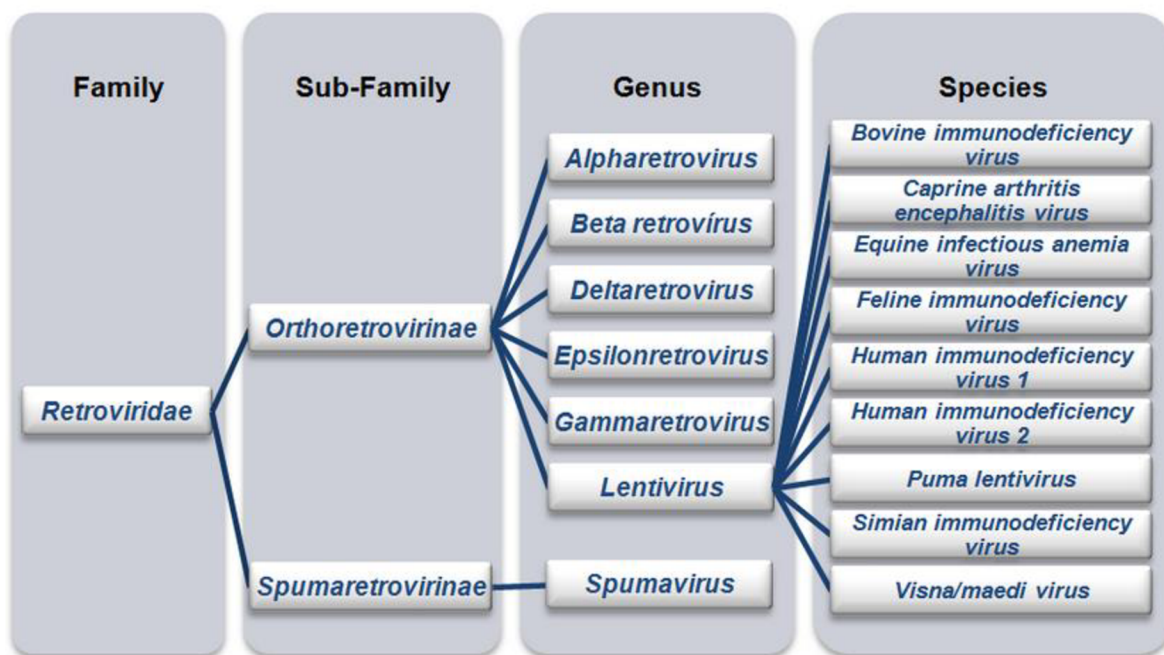 Family
Sub-Family
Genus
Species
Retroviridae
Orthoretrovirinae
Spumaretrovirinae
Alpharetrovirus
Beta retrovírus
Deltaretrovirus
Epsilonretrovirus
Gammaretrovirus
Lentivirus
Spumavirus
Bovine immunodeficiency
virus
Caprine arthritis
encephalitis virus
Equine infectious anemia
virus
Feline immunodeficiency
virus
Human immunodeficiency
virus 1
Human immunodeficiency
virus 2
Puma lentivirus
Simian immunodeficiency
virus
Visna/maedi virus